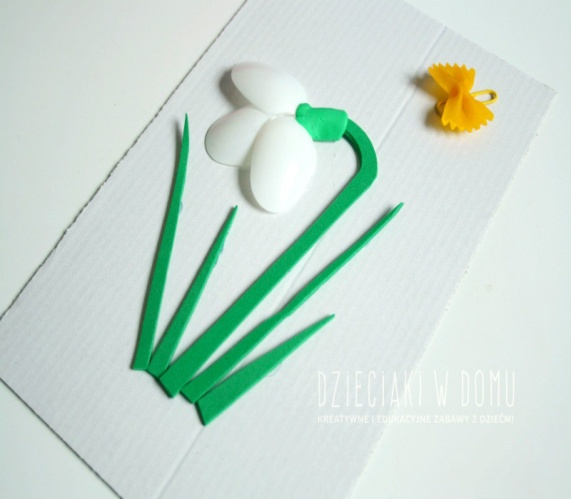 DZIECIAKI W DOMU
KREATYWNE I EDUKACYJNE ZABAWY Z DZIEĆMI